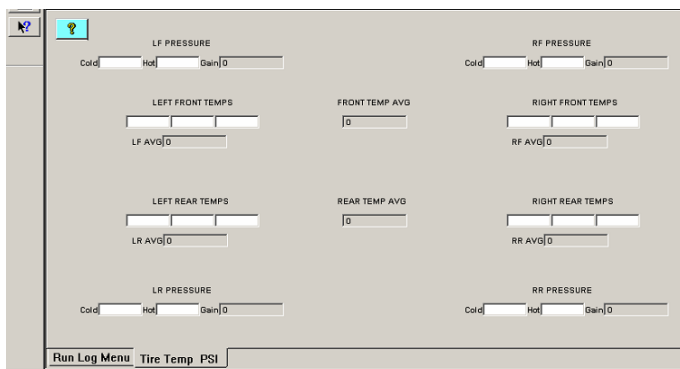 ?
?
LF PRESSURE RF PRESSURE
Cold Hot Gain 0 Cold Hot Gain 0
LEFT FRONT TEMPS FRONT TEMP AVG RIGHT FRONT TEMPS
0
LF AVG 0 RF AVG 0
LEFT REAR TEMPS REAR TEMP AVG RIGHT REAR TEMPS
0
LR AVG 0 RR AVG 0
LR PRESSURE RR PRESSURE
Cold Hot Gain 0 Cold Hot Gain 0
Run Log Menu Tire Temp PSI